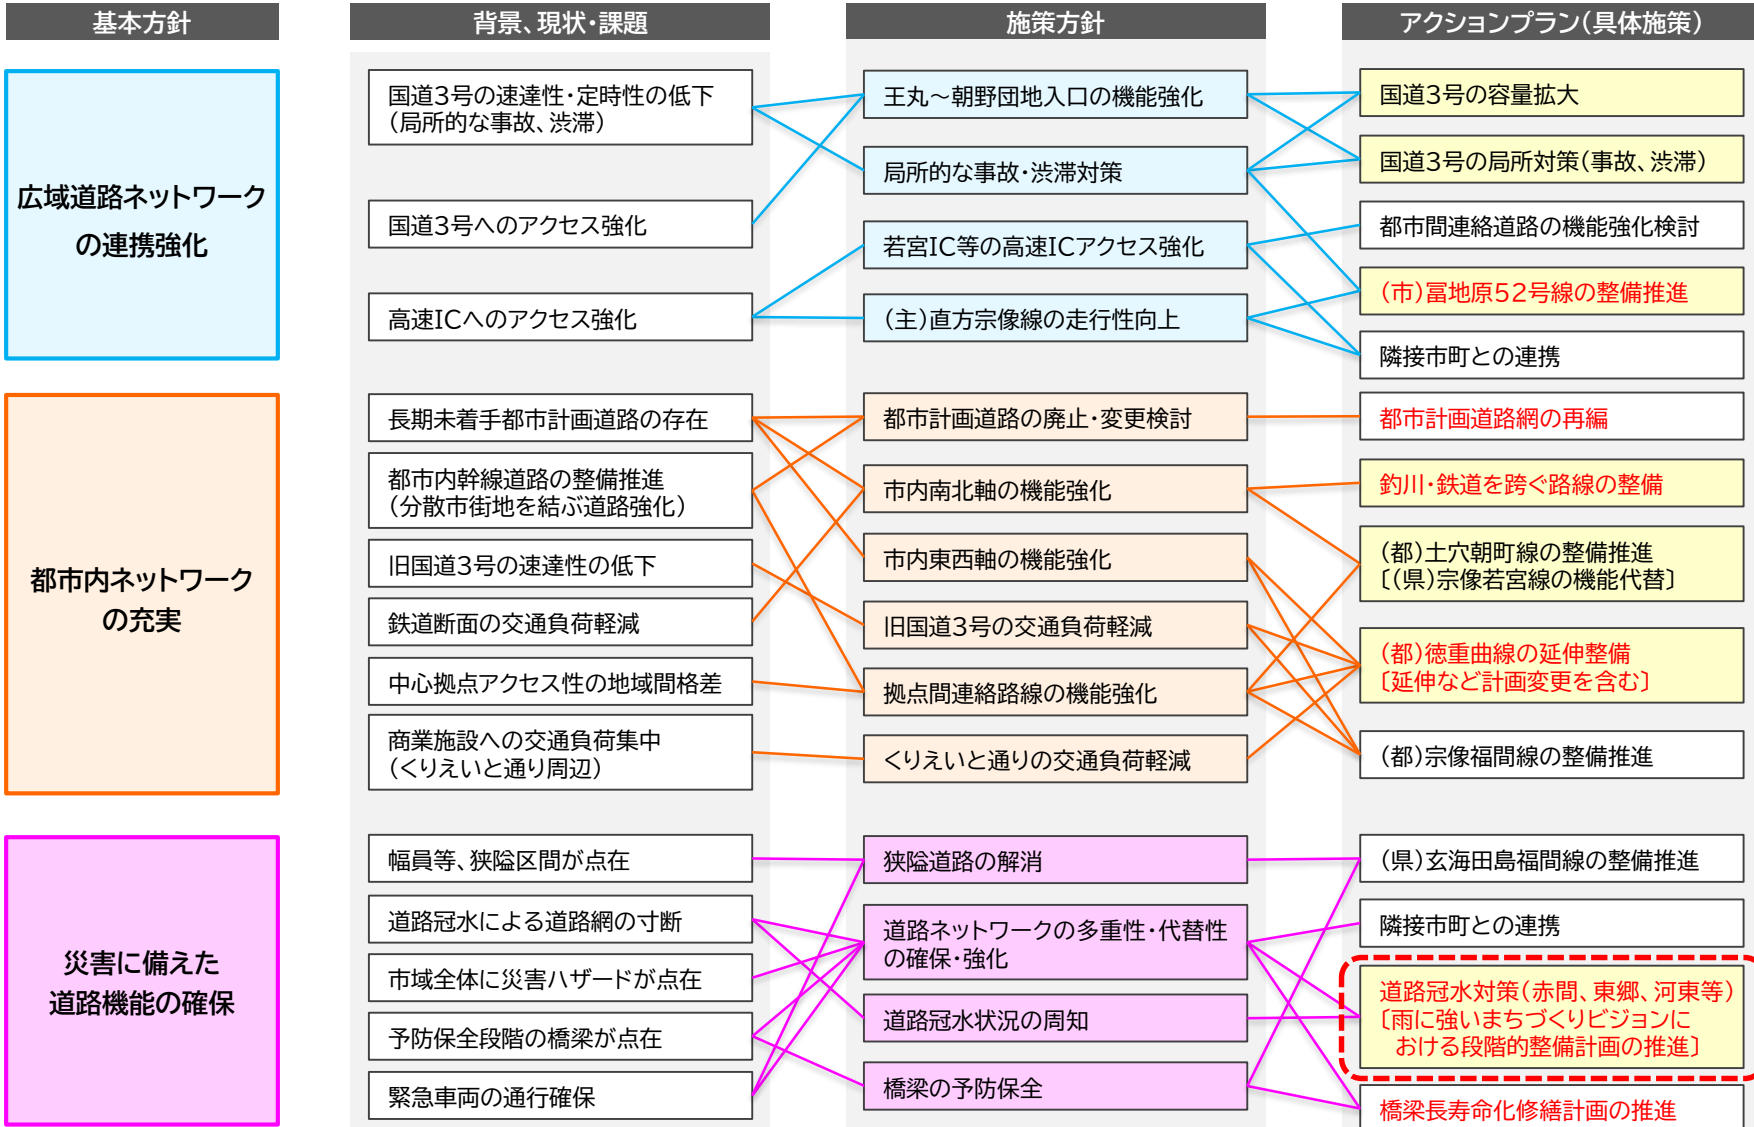 基本方針
背景、現状・課題
施策方針
アクションプラン(具体施策)
広域道路ネットワーク
の連携強化
国道3号の速達性・定時性の低下
(局所的な事故、渋滞)
国道3号へのアクセス強化
高速ICへのアクセス強化
王丸～朝野団地入口の機能強化
局所的な事故・渋滞対策
若宮IC等の高速ICアクセス強化
(主)直方宗像線の走行性向上
国道3号の容量拡大
国道3号の局所対策(事故、渋滞)
都市間連絡道路の機能強化検討
(市)冨地原52号線の整備推進
隣接市町との連携
都市内ネットワーク
の充実
長期未着手都市計画道路の存在
都市内幹線道路の整備推進
(分散市街地を結ぶ道路強化)
旧国道3号の速達性の低下
鉄道断面の交通負荷軽減
中心拠点アクセス性の地域間格差
商業施設への交通負荷集中
(くりえいと通り周辺)
都市計画道路の廃止・変更検討
市内南北軸の機能強化
市内東西軸の機能強化
旧国道3号の交通負荷軽減
拠点間連絡路線の機能強化
くりえいと通りの交通負荷軽減
都市計画道路網の再編
釣川・鉄道を跨ぐ路線の整備
(都)土穴朝町線の整備推進
〔(県)宗像若宮線の機能代替〕
(都)徳重曲線の延伸整備
〔延伸など計画変更を含む〕
(都)宗像福間線の整備推進
災害に備えた
道路機能の確保
幅員等、狭隘区間が点在
道路冠水による道路網の寸断
市域全体に災害ハザードが点在
予防保全段階の橋梁が点在
緊急車両の通行確保
狭隘道路の解消
道路ネットワークの多重性・代替性
の確保・強化
道路冠水状況の周知
橋梁の予防保全
(県)玄海田島福間線の整備推進
隣接市町との連携
道路冠水対策(赤間、東郷、河東等)
〔雨に強いまちづくりビジョンに
おける段階的整備計画の推進〕
橋梁長寿命化修繕計画の推進